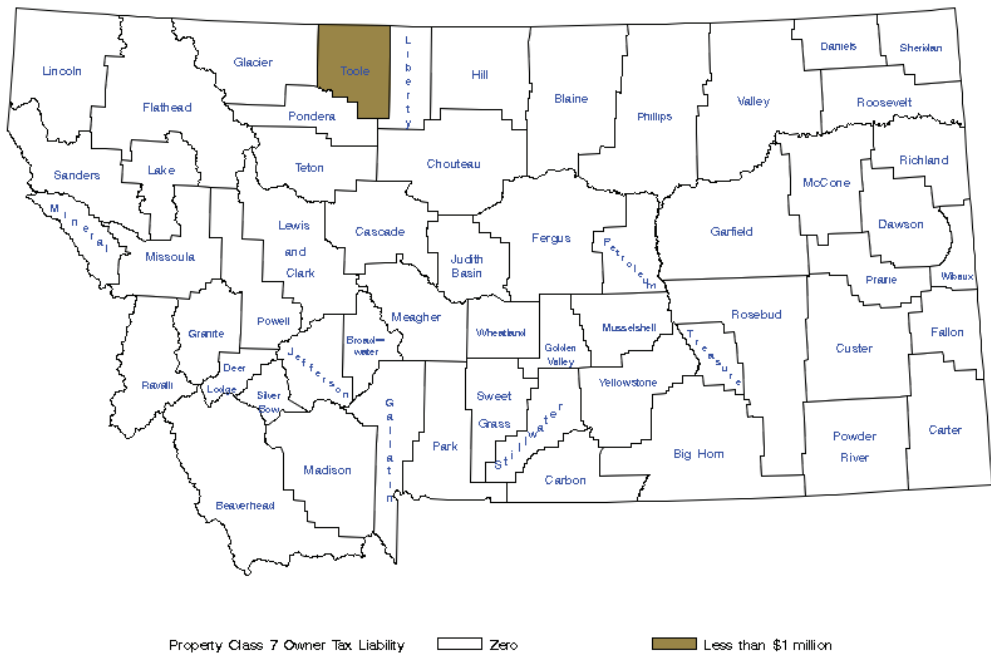 Lincoln
Flathead
Glacier
Toole
Liberty
Hill
Blaine
Phillips
Valley
Daniels
Sheridan
Roosevelt
Pondera
Teton
Chouteau
Richland
McCone
Dawson
Sanders
Lake
Mineral
Missoula
Lewis
and
Clark
Cascade
Judith
Basin
Fergus
Petroleum
Garfield
Prarie
Wibaux
Granite
Powell
Meagher
Broad-
water
Jefferson
Wheatland
Golden
Valley
Musselshell
Treasure
Rosebud
Custer
Fallon
Ravalli
Deer
Lodge
Silver
Bow
Gallatin
Park
Sweet
Grass
Stillwater
Yellowstone
Big Horn
Powder
River
Carter
Carbon
Madison
Beaverhead
Property Class 7 Owner Tax Liability Zero Less than $1 million